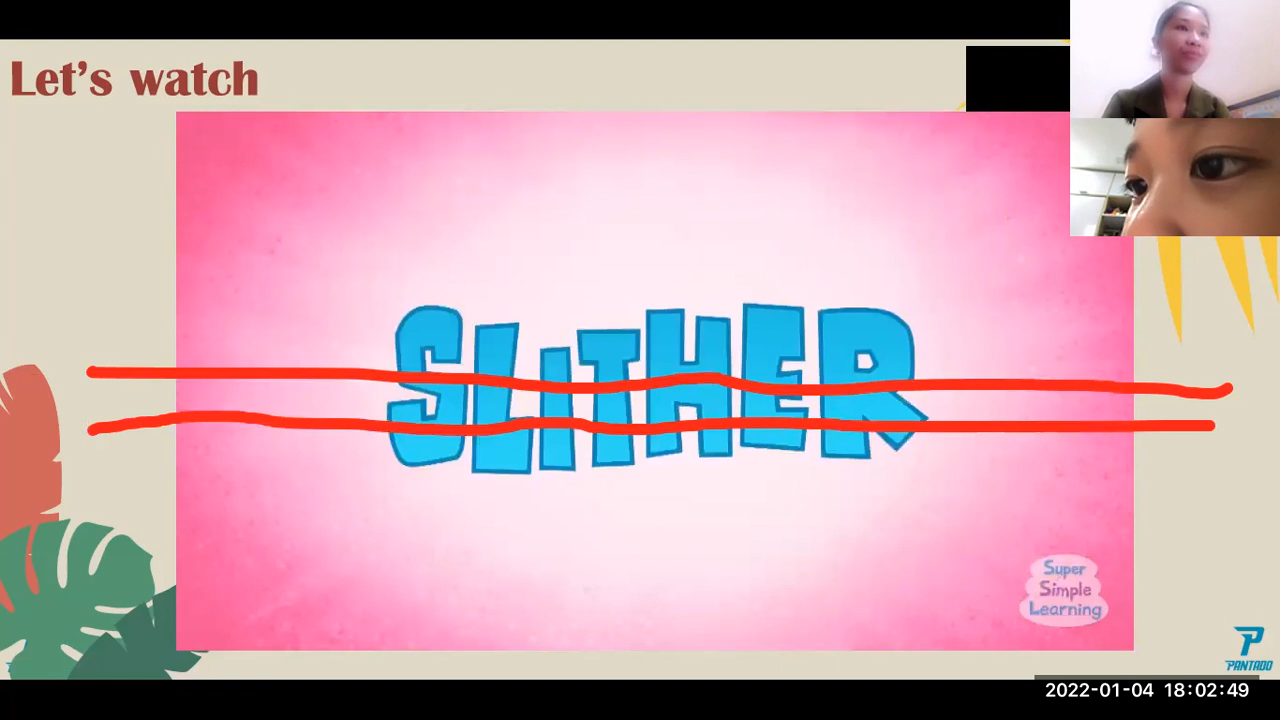 Let's watch
SLITHER
Super
Simple
Learning
PANTADO
2022-01-04 18:02:49